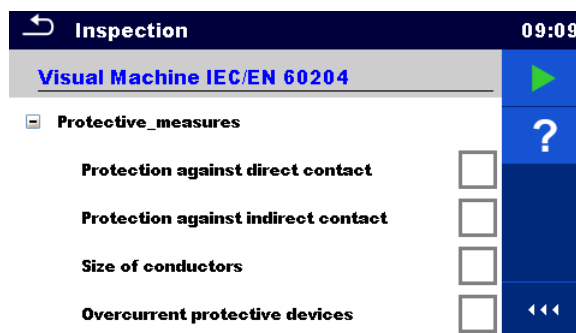 Inspection 09:09
Visual Machine IEC/EN 60204
Protective_measures
?
Protection against direct contact
Protection against indirect contact
Size of conductors
Overcurrent protective devices